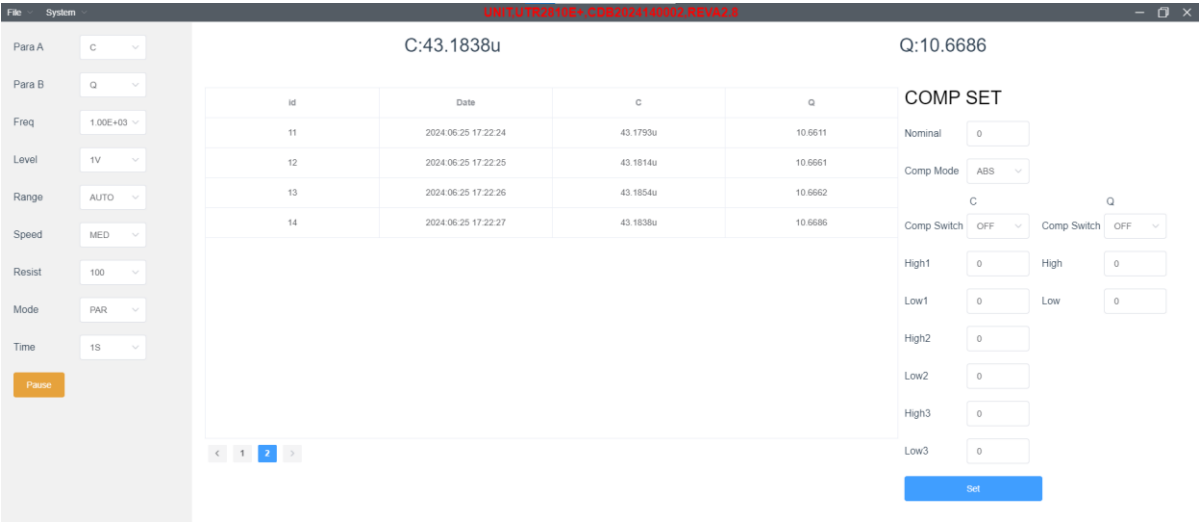 File System UNIT.UTR2810E+.CDB2024140002.REVA2.8
Para A C
Para B Q
Freq 1.00E+03
Level 1V
Range AUTO
Speed MED
Resist 100
Mode PAR
Time 1S
Pause
C:43.1838u Q:10.6686
id Date C Q
11 2024:06:25 17:22:24 43.1793u 10.6611
12 2024:06:25 17:22:25 43.1814u 10.6661
13 2024:06:25 17:22:26 43.1854u 10.6662
14 2024:06:25 17:22:27 43.1838u 10.6686
1 2
COMP SET
Nominal 0
Comp Mode ABS
C Q
Comp Switch OFF Comp Switch OFF
High1 0 High 0
Low1 0 Low 0
High2 0
Low2 0
High3 0
Low3 0
Set